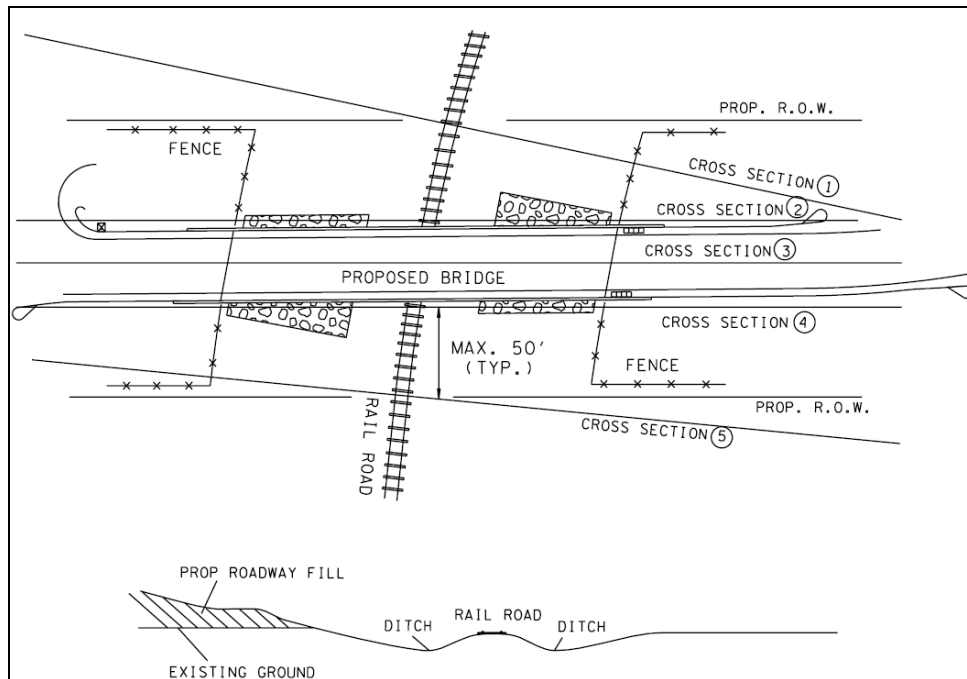 PROP. R.O.W.
FENCE
CROSS SECTION 1
CROSS SECTION 2
CROSS SECTION 3
PROPOSED BRIDGE
CROSS SECTION 4
MAX. 50'
(TYP.)
FENCE
RAIL ROAD
PROP. R.O.W.
CROSS SECTION 5
PROP ROADWAY FILL
RAIL ROAD
DITCH
DITCH
EXISTING GROUND